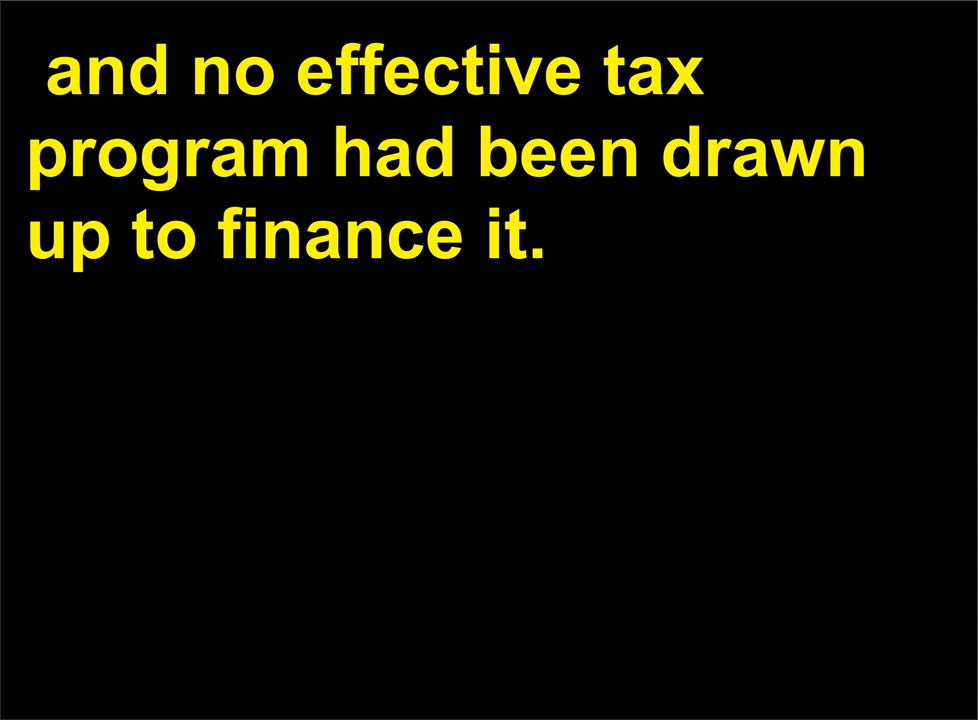 and no effective tax
program had been drawn
up to finance it.